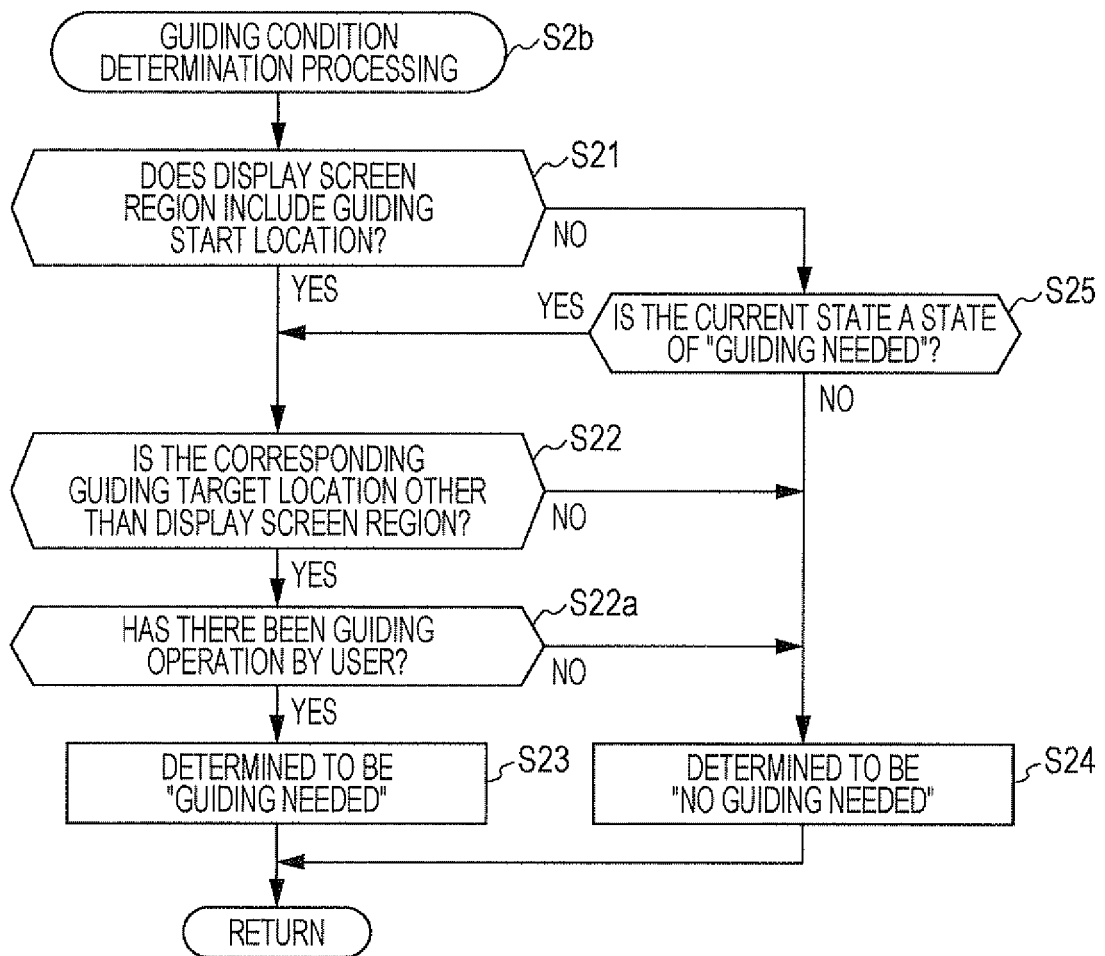 GUIDING CONDITION
DETERMINATION PROCESSING
S2b
DOES DISPLAY SCREEN
REGION INCLUDE GUIDING
START LOCATION?
S21
NO
YES
IS THE CURRENT STATE A STATE
OF "GUIDING NEEDED"?
S25
YES
NO
IS THE CORRESPONDING
GUIDING TARGET LOCATION OTHER
THAN DISPLAY SCREEN REGION?
S22
NO
YES
HAS THERE BEEN GUIDING
OPERATION BY USER?
S22a
NO
YES
DETERMINED TO BE
"GUIDING NEEDED"
S23
DETERMINED TO BE
"NO GUIDING NEEDED"
S24
RETURN